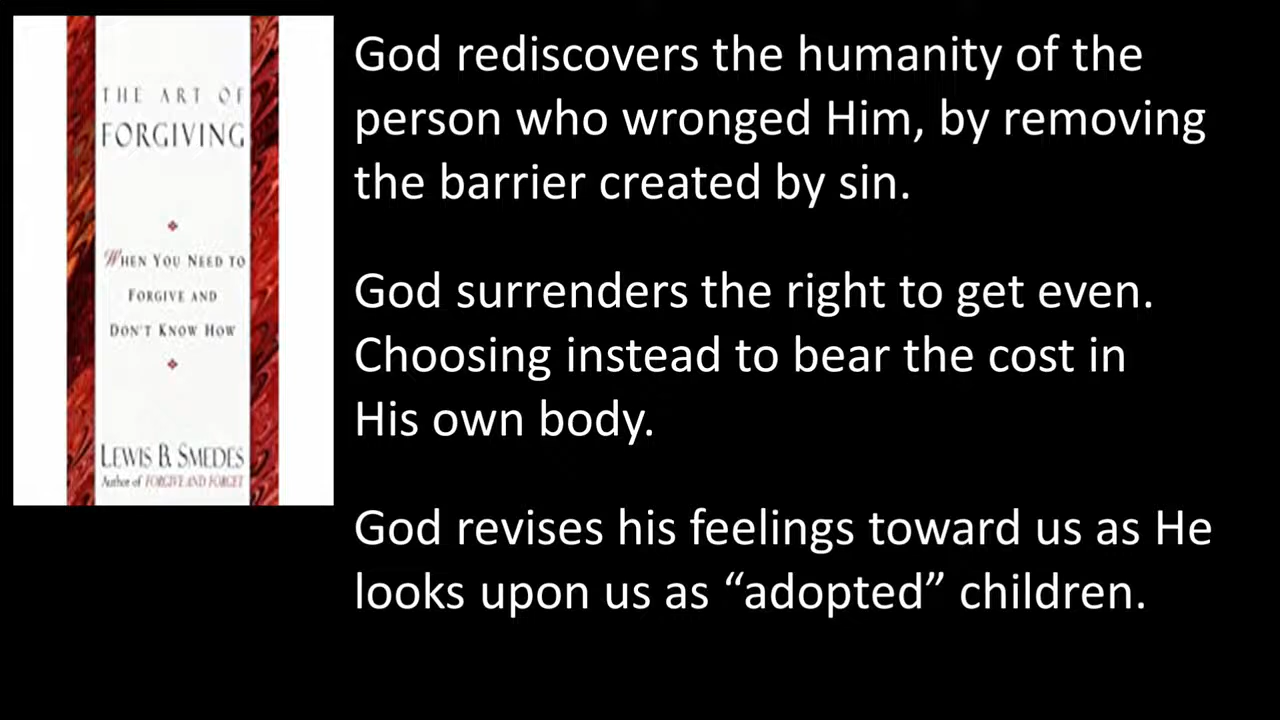 THE ART OF
FORGIVING
WHEN YOU NEED TO
FORGIVE AND
DON'T KNOW HOW
LEWIS B. SMEDES
Author of FORGIVE AND FORGET
God rediscovers the humanity of the
person who wronged Him, by removing
the barrier created by sin.
God surrenders the right to get even.
Choosing instead to bear the cost in
His own body.
God revises his feelings toward us as He
looks upon us as “adopted” children.